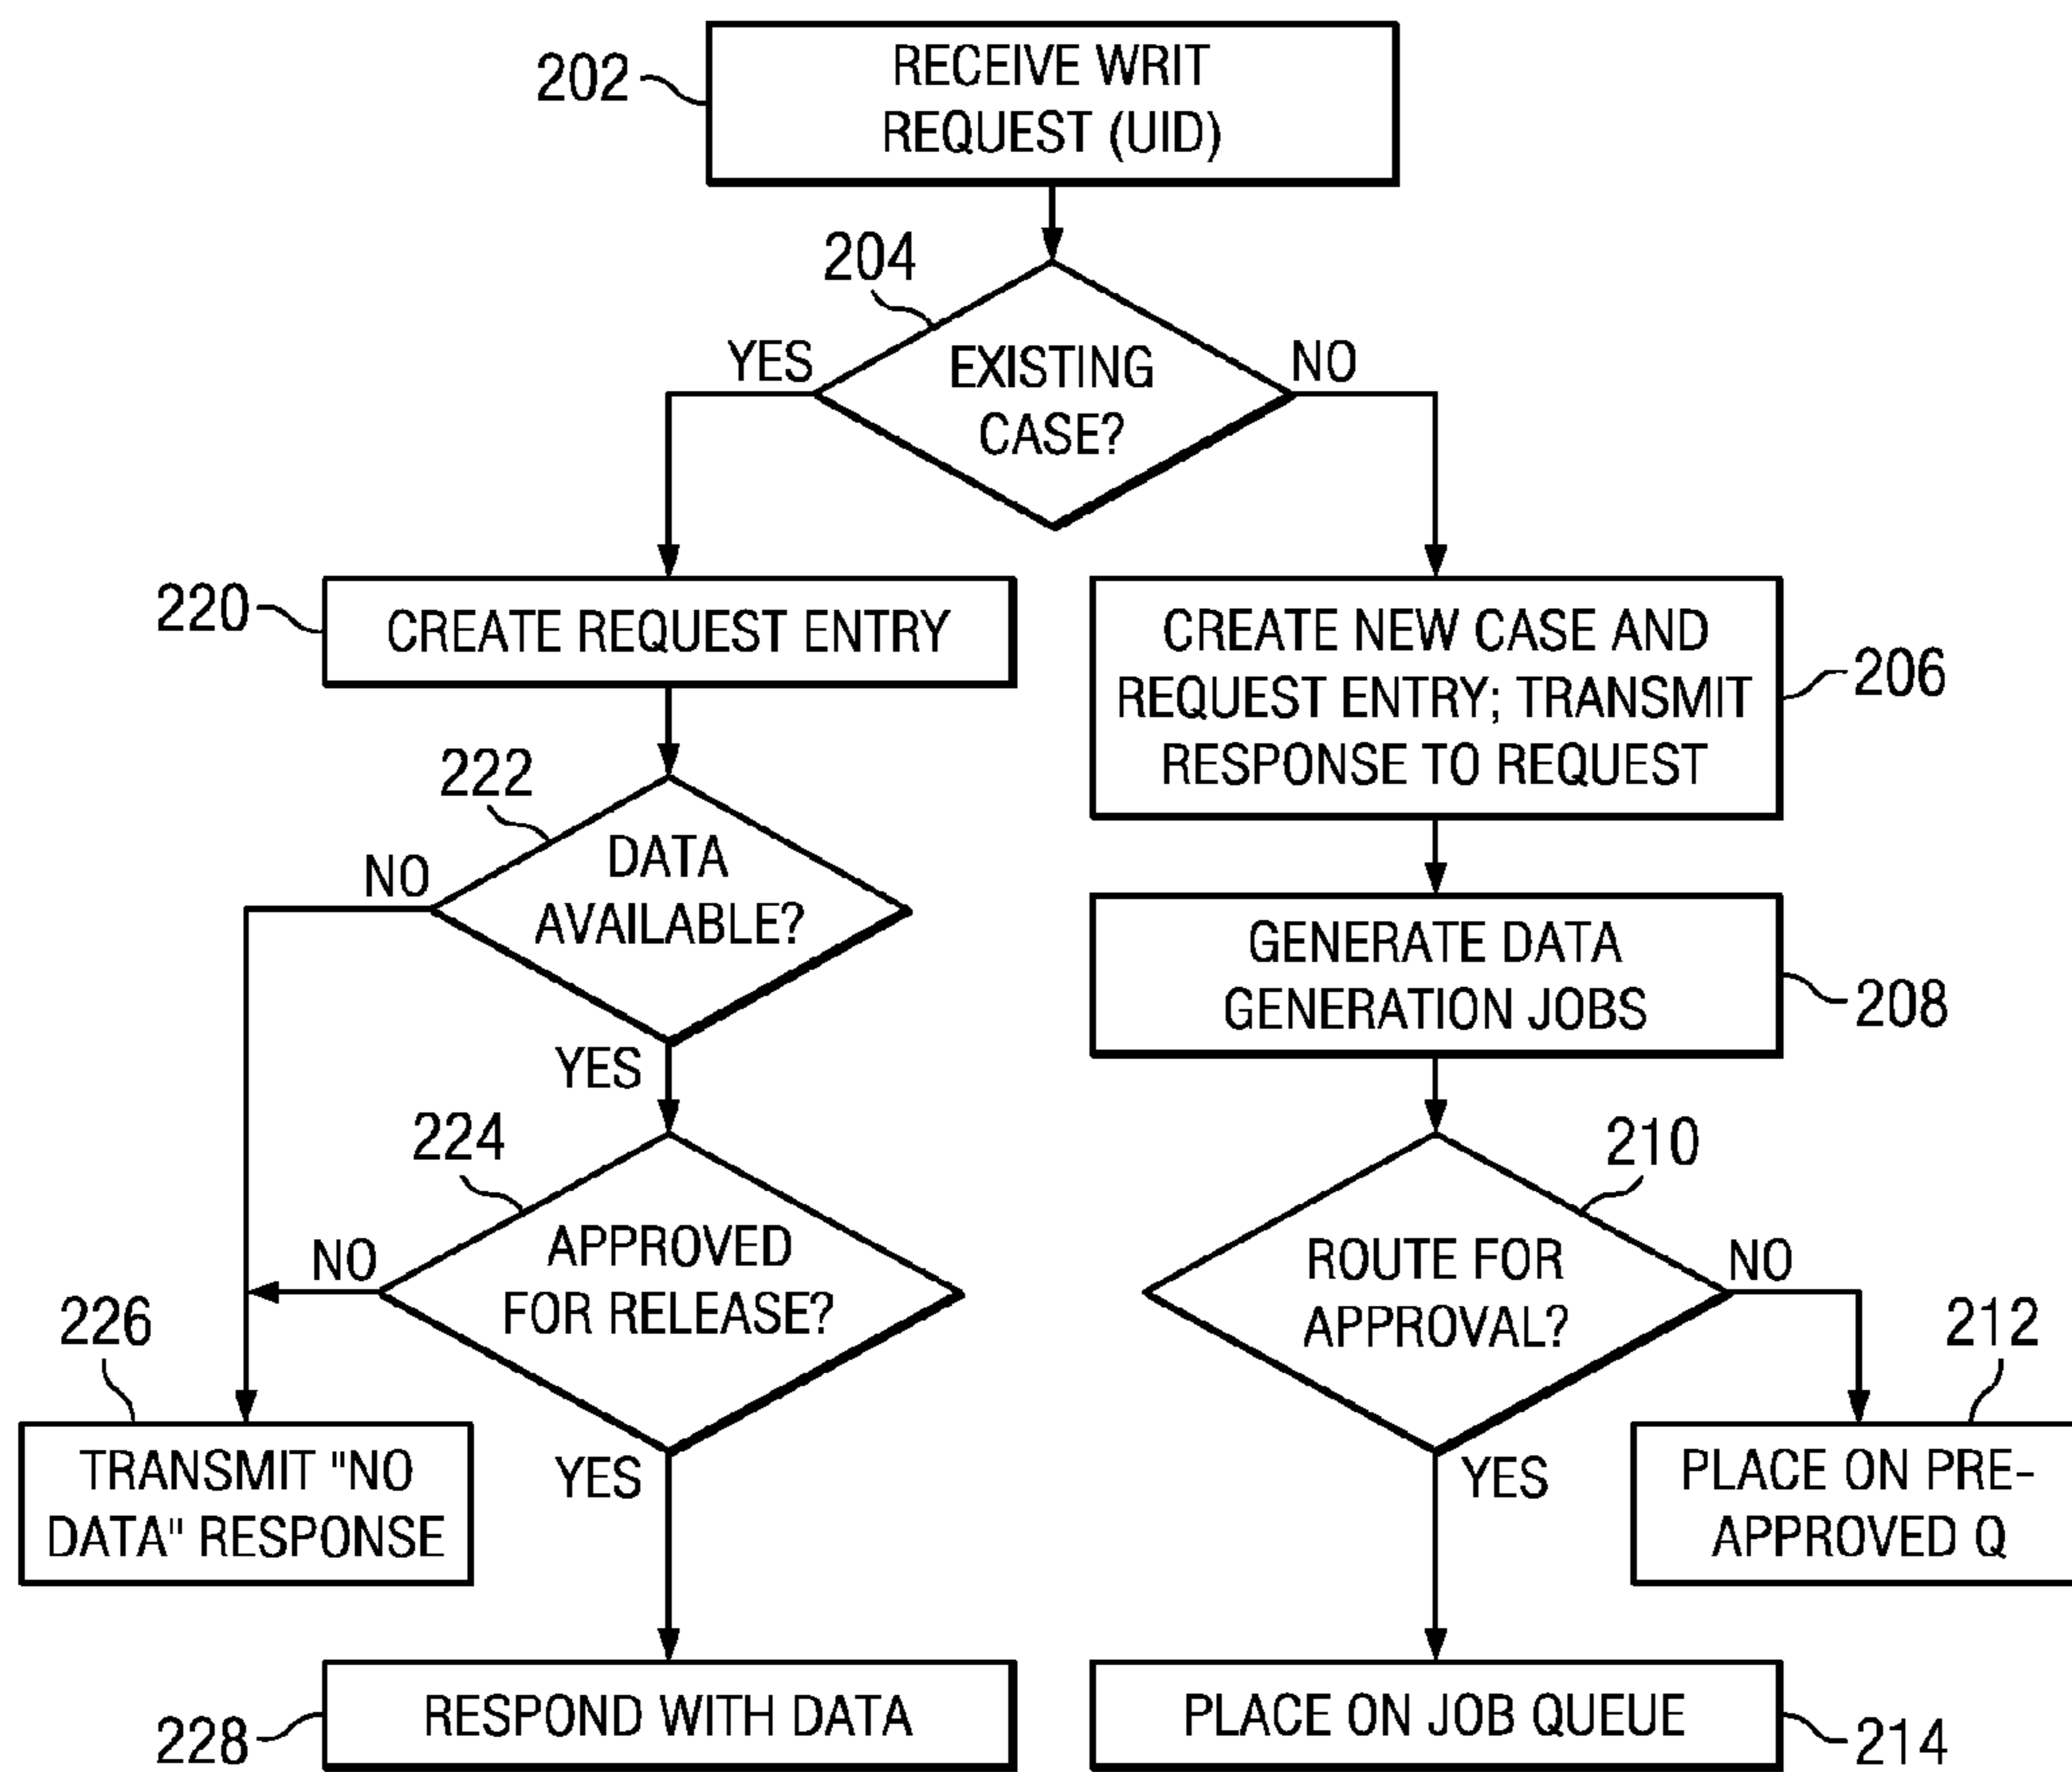 202
RECEIVE WRIT
REQUEST (UID)
204
YES
EXISTING
CASE?
NO
220
CREATE REQUEST ENTRY
CREATE NEW CASE AND
REQUEST ENTRY; TRANSMIT
RESPONSE TO REQUEST
206
222
NO
DATA
AVAILABLE?
YES
GENERATE DATA
GENERATION JOBS
208
224
NO
APPROVED
FOR RELEASE?
YES
210
ROUTE FOR
APPROVAL?
NO
YES
226
TRANSMIT "NO
DATA" RESPONSE
212
PLACE ON PRE-
APPROVED Q
228
RESPOND WITH DATA
PLACE ON JOB QUEUE
214